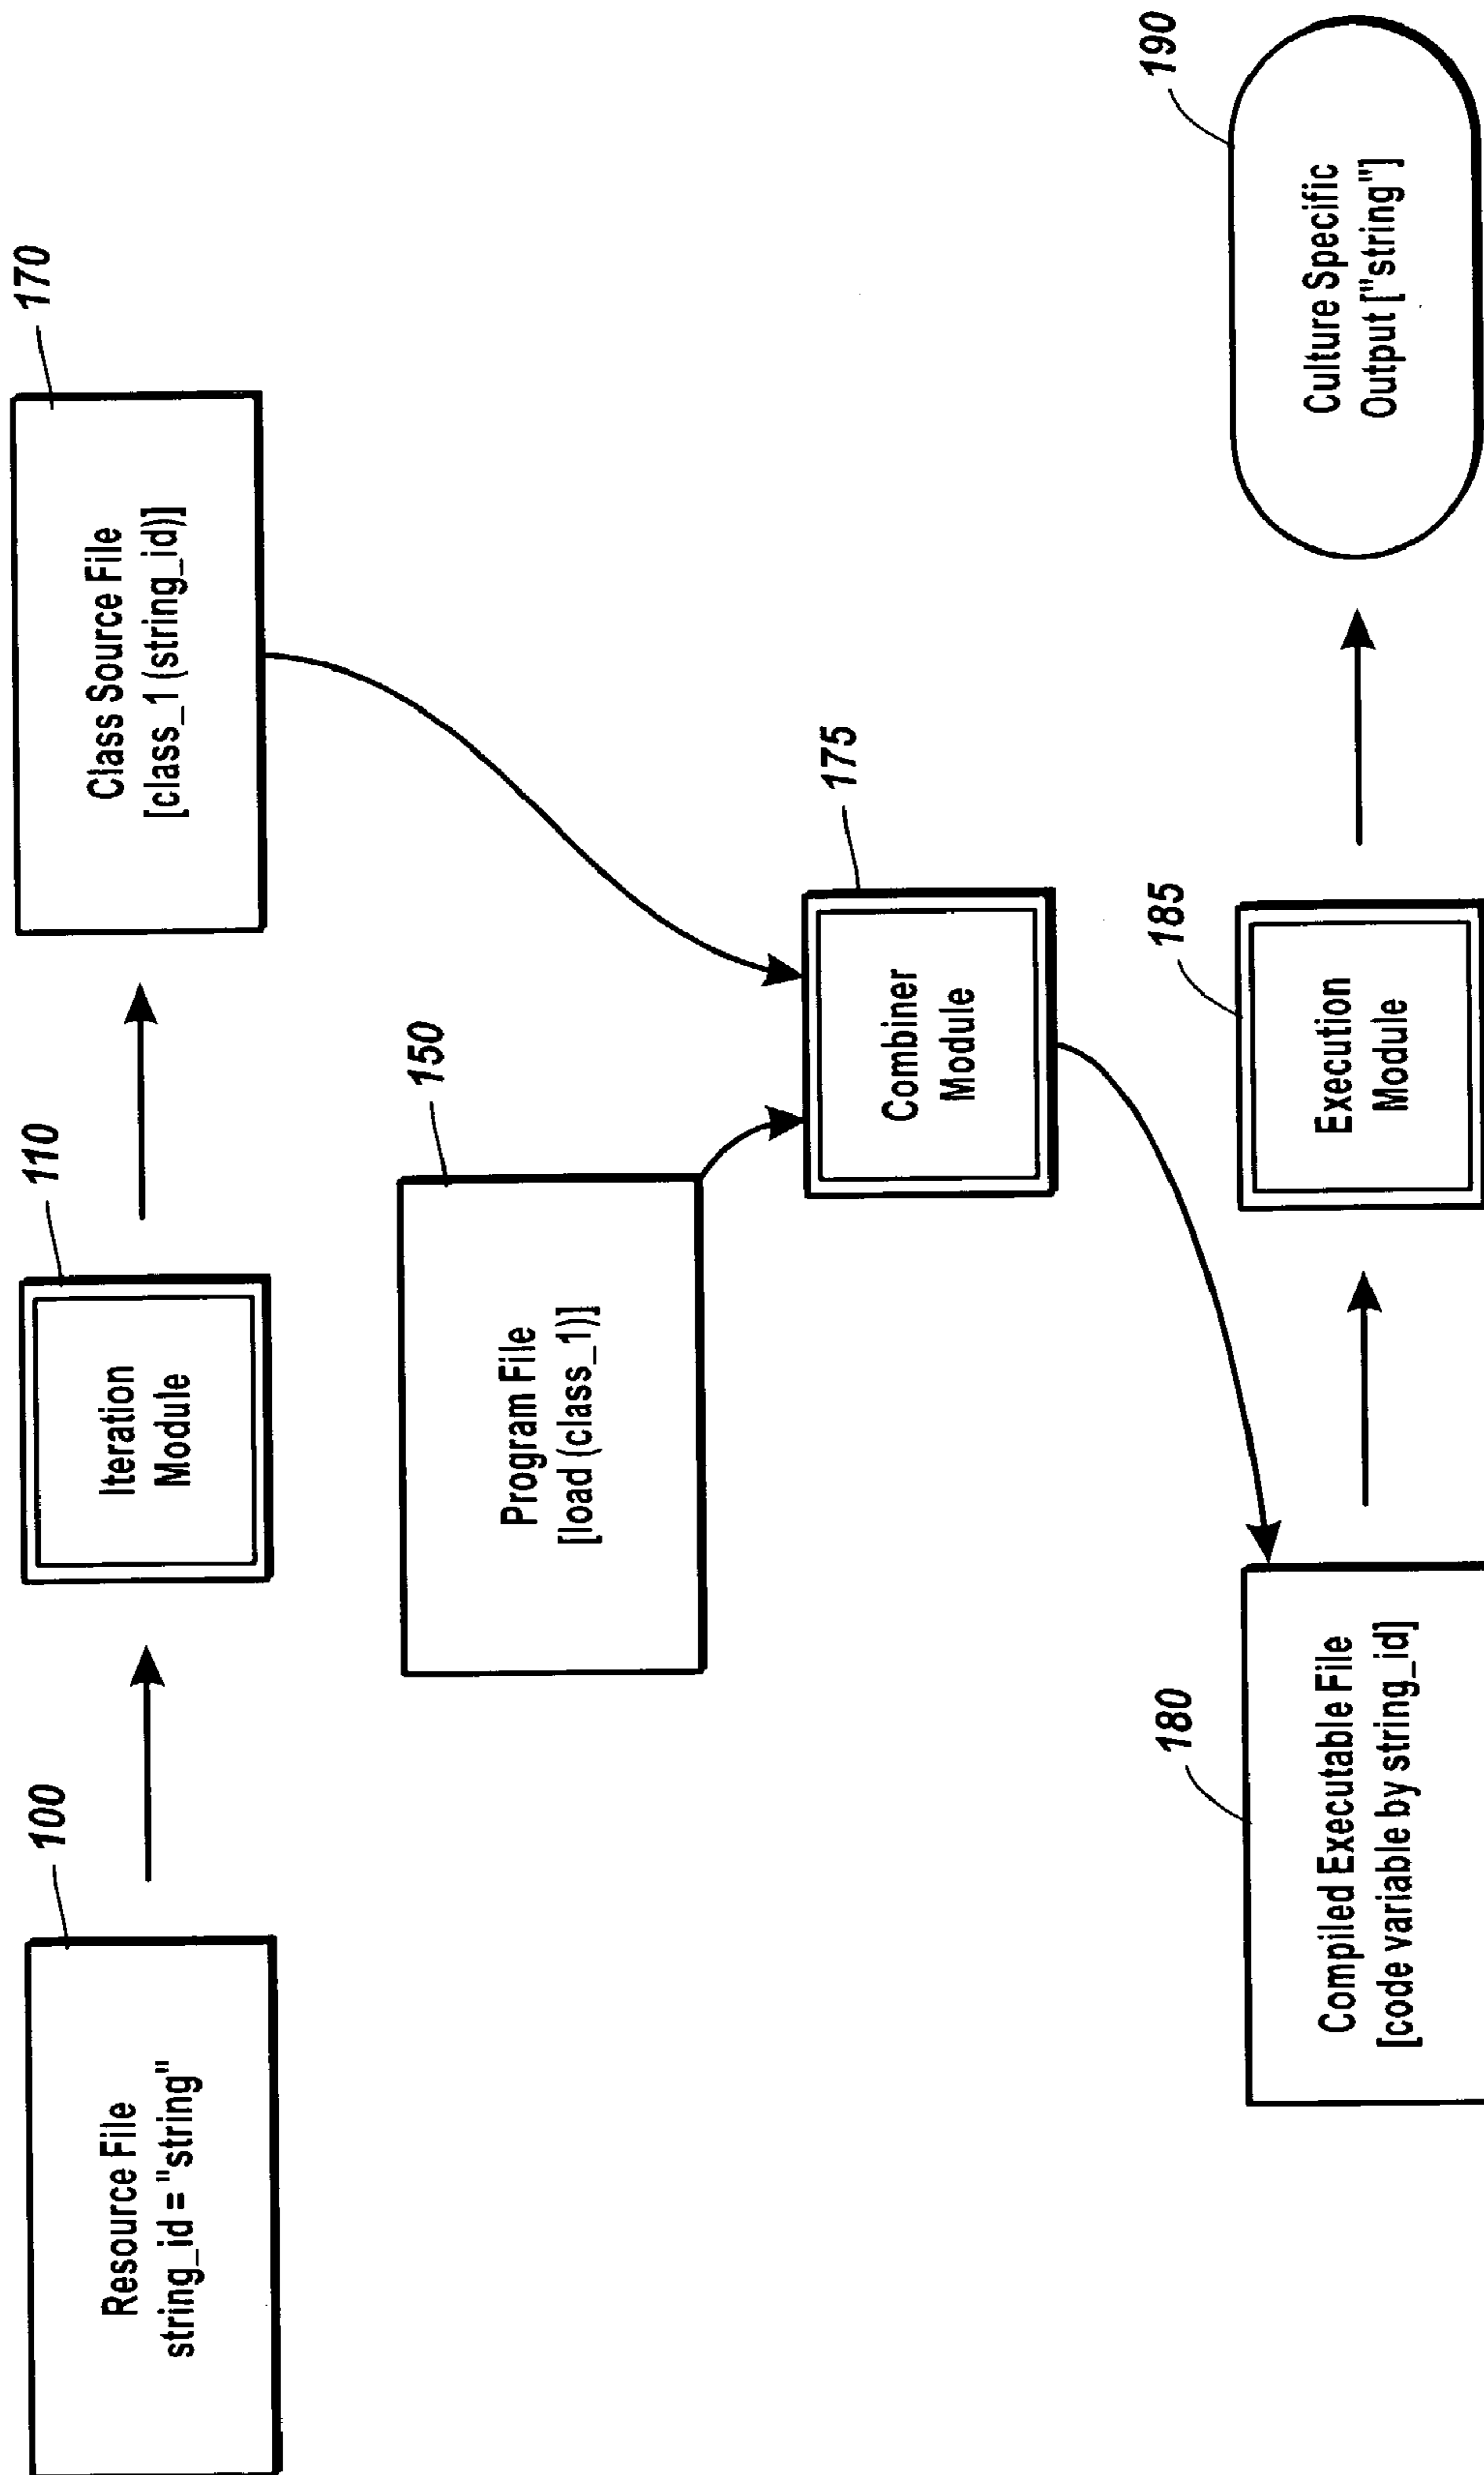 100
Resource File
string_id = "string"
110
Iteration
Module
170
Class Source File
[class_1 (string_id)]
150
Program File
[load (class_1)]
175
Combiner
Module
180
Compiled Executable File
[code variable by string_id]
185
Execution
Module
190
Culture Specific
Output ["string"]